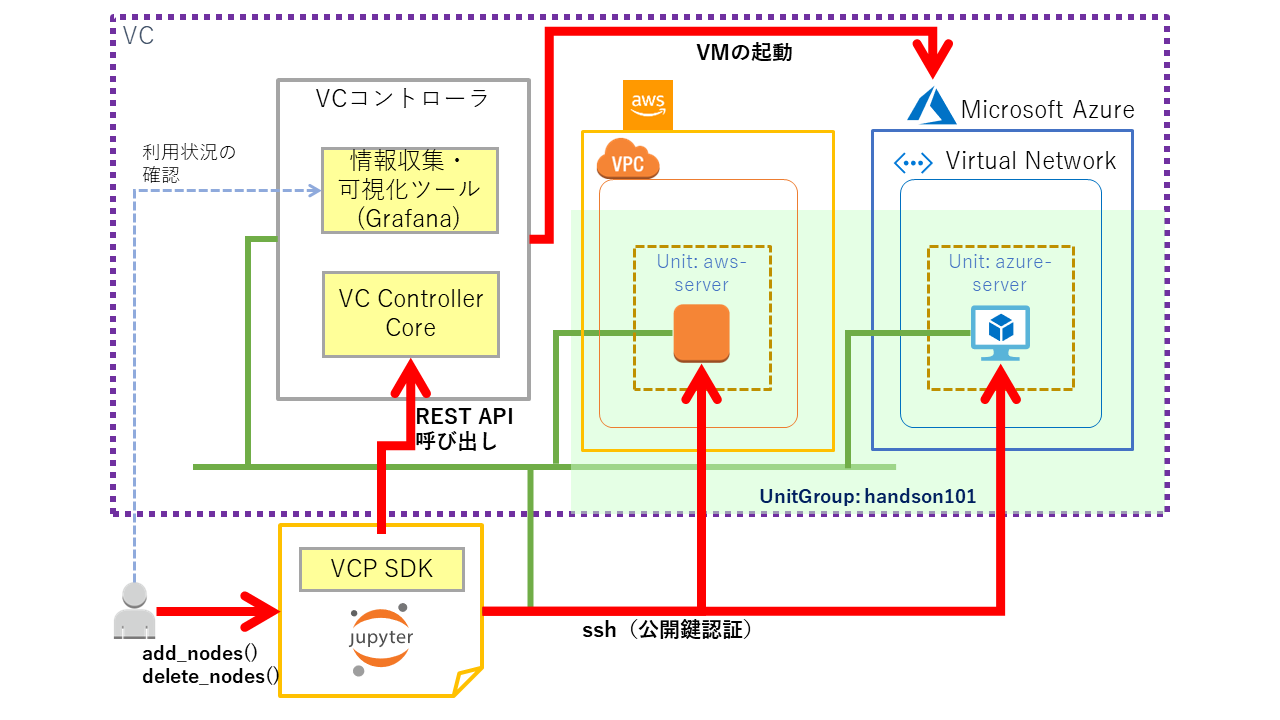 VC
VMの起動
aws
Microsoft Azure
VCコントローラ
利用状況の
確認
情報収集・
可視化ツール
(Grafana)
VPC
Virtual Network
VC Controller
Core
Unit: aws-
server
Unit: azure-
server
REST API
呼び出し
UnitGroup: handson101
VCP SDK
jupyter
ssh（公開鍵認証）
add_nodes()
delete_nodes()